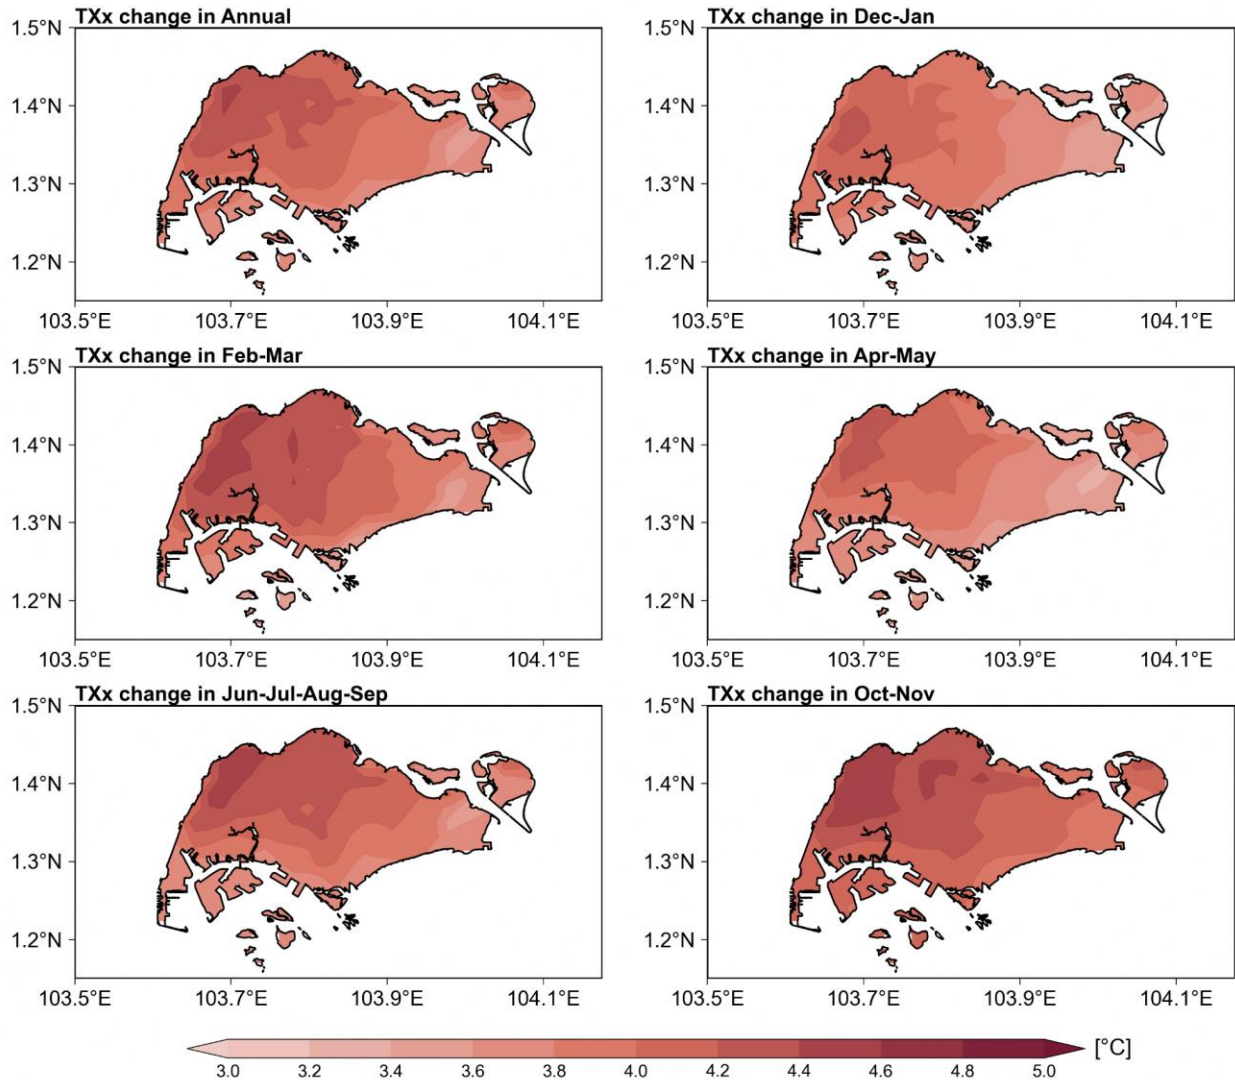 TXx change in Annual
1.5°N
1.4°N
1.3°N
1.2°N
103.5°E 103.7°E 103.9°E 104.1°E
TXx change in Dec-Jan
1.5°N
1.4°N
1.3°N
1.2°N
103.5°E 103.7°E 103.9°E 104.1°E
TXx change in Feb-Mar
1.5°N
1.4°N
1.3°N
1.2°N
103.5°E 103.7°E 103.9°E 104.1°E
TXx change in Apr-May
1.5°N
1.4°N
1.3°N
1.2°N
103.5°E 103.7°E 103.9°E 104.1°E
TXx change in Jun-Jul-Aug-Sep
1.5°N
1.4°N
1.3°N
1.2°N
103.5°E 103.7°E 103.9°E 104.1°E
TXx change in Oct-Nov
1.5°N
1.4°N
1.3°N
1.2°N
103.5°E 103.7°E 103.9°E 104.1°E
[°C]
3.0 3.2 3.4 3.6 3.8 4.0 4.2 4.4 4.6 4.8 5.0